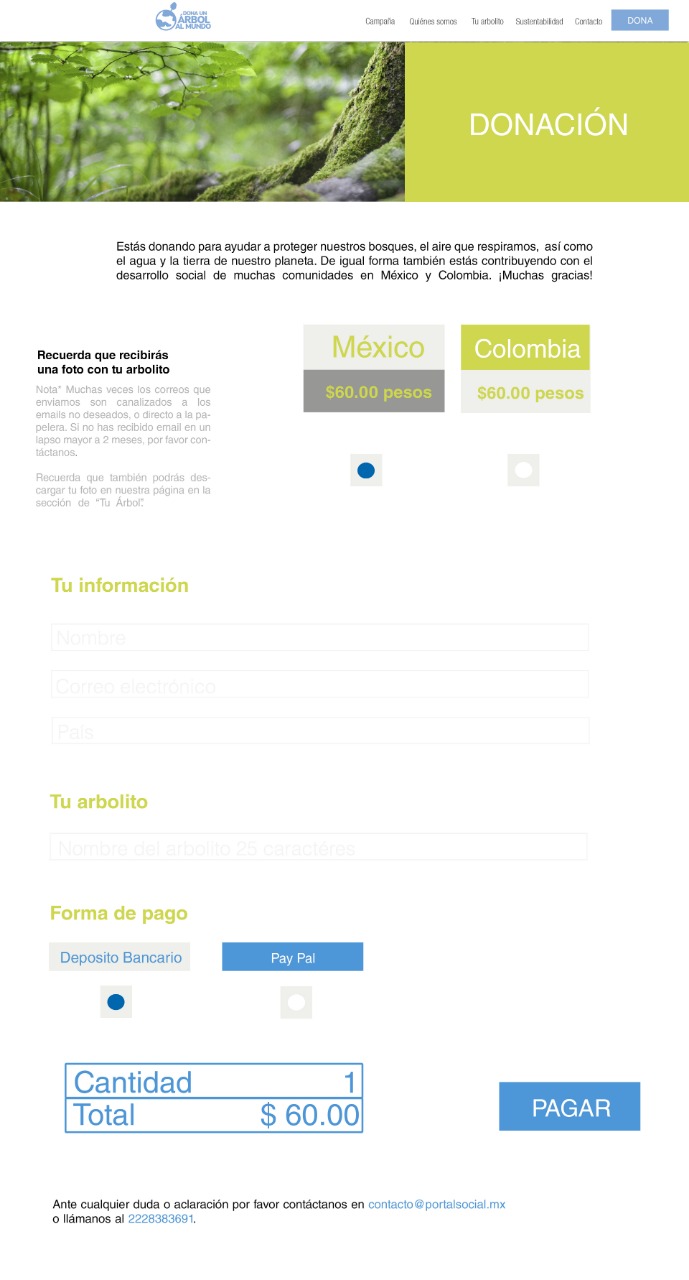 ¡DONA UN
ÁRBOL
AL MUNDO
Campaña Quiénes somos Tu arbolito Sustentabilidad Contacto DONA
DONACIÓN
Estás donando para ayudar a proteger nuestros bosques, el aire que respiramos, así como
el agua y la tierra de nuestro planeta. De igual forma también estás contribuyendo con el
desarrollo social de muchas comunidades en México y Colombia. ¡Muchas gracias!
Recuerda que recibirás
una foto con tu arbolito
Nota* Muchas veces los correos que
enviamos son canalizados a los
emails no deseados, o directo a la pa-
pelera. Si no has recibido email en un
lapso mayor a 2 meses, por favor con-
táctanos.
Recuerda que también podrás des-
cargar tu foto en nuestra página en la
sección de "Tu Árbol".
México
$60.00 pesos
Colombia
$60.00 pesos
Tu información
Nombre
Correo electrónico
País
Tu arbolito
Nombre del arbolito 25 caractéres
Forma de pago
Deposito Bancario
Pay Pal
Cantidad 1
Total $ 60.00
PAGAR
Ante cualquier duda o aclaración por favor contáctanos en contacto@portalsocial.mx
o llámanos al 2228383691.